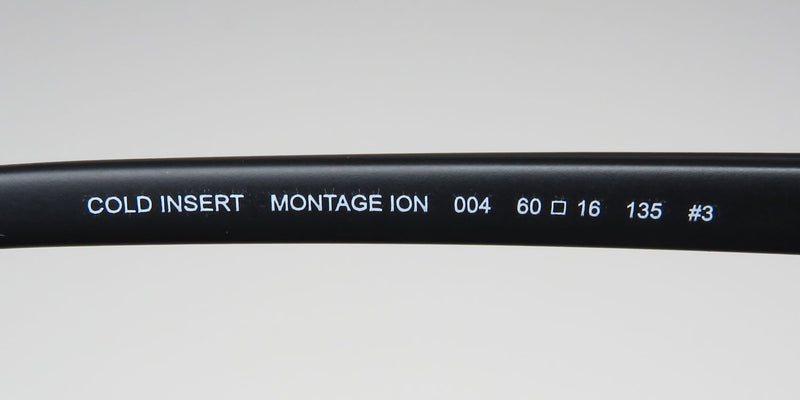 COLD INSERT MONTAGE ION 004 60 □ 16 135 #3